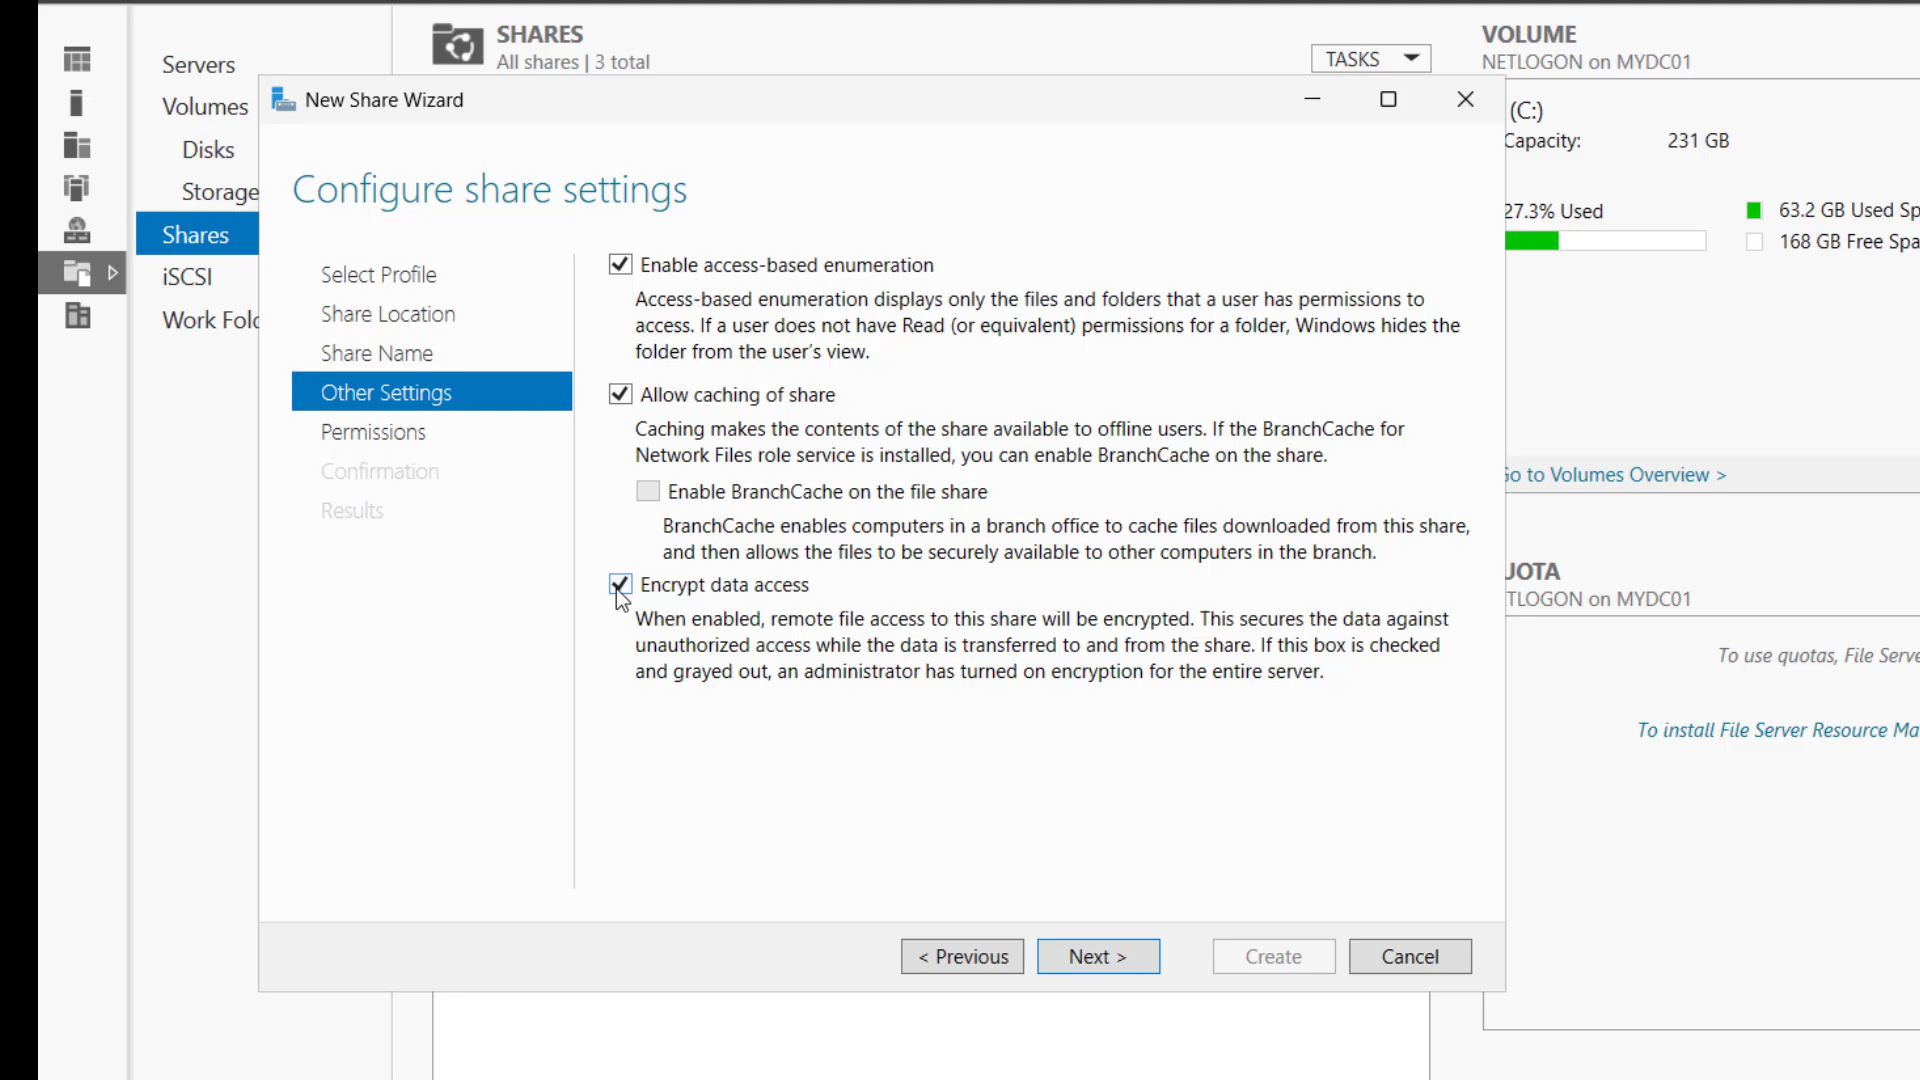 SHARES
All shares | 3 total
TASKS
VOLUME
NETLOGON on MYDC01
Servers
Volumes
Disks
Storage
Shares
iSCSI
Work
New Share Wizard
Configure share settings
Select Profile
Share Location
Share Name
Other Settings
Permissions
Confirmation
Results
Enable access-based enumeration
Access-based enumeration displays only the files and folders that a user has permissions to
access. If a user does not have Read (or equivalent) permissions for a folder, Windows hides the
folder from the user's view.
Allow caching of share
Caching makes the contents of the share available to offline users. If the BranchCache for
Network Files role service is installed, you can enable BranchCache on the share.
Enable BranchCache on the file share
BranchCache enables computers in a branch office to cache files downloaded from this share,
and then allows the files to be securely available to other computers in the branch.
Encrypt data access
When enabled, remote file access to this share will be encrypted. This secures the data against
unauthorized access while the data is transferred to and from the share. If this box is checked
and grayed out, an administrator has turned on encryption for the entire server.
< Previous
Next >
Create
Cancel
(C:)
Capacity: 231 GB
27.3% Used
63.2 GB Used
168 GB Free
to Volumes Overview >
on MYDC01
To use quotas, File
To install File Server Resource